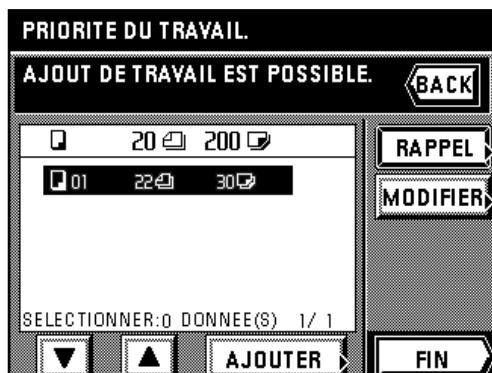 PRIORITE DU TRAVAIL.
AJOUT DE TRAVAIL EST POSSIBLE.
BACK
20 200
RAPPEL
01 22 30
MODIFIER
SELECTIONNER:0 DONNEE(S) 1/ 1
AJOUTER
FIN